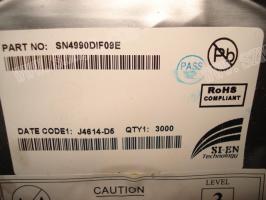 PART NO: SN4990DIF09E
PASS
Pb
RoHS
COMPLIANT
DATE CODE1: J4614-D5 QTY1: 3000
SI-EN
Technology
CAUTION
LEVEL